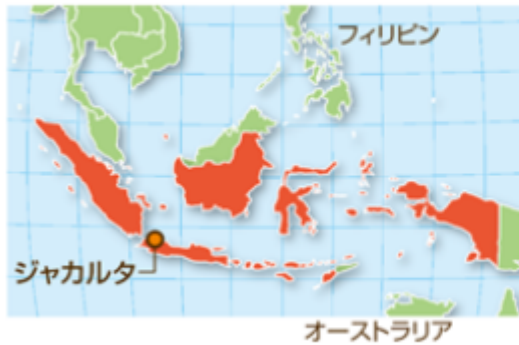 フィリピン
ジャカルタ
オーストラリア